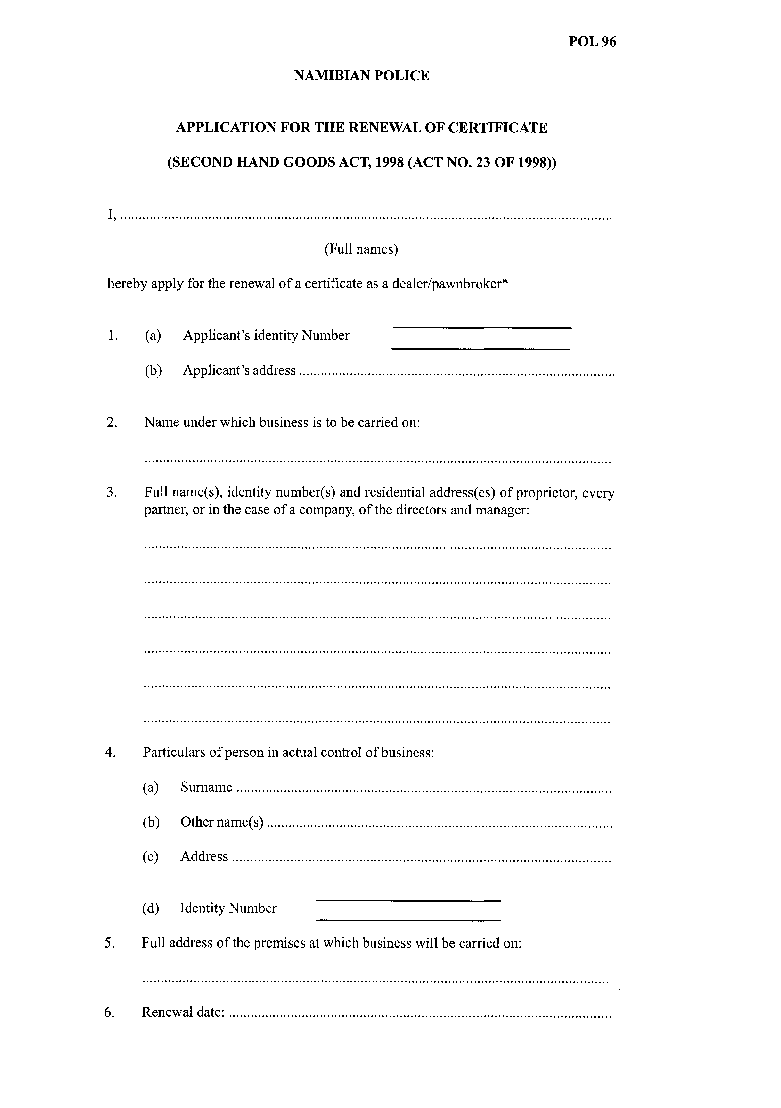 POL 96
NAMIBIAN POLICE
APPLICATION FOR THE RENEWAL OF CERTIFICATE
(SECOND HAND GOODS ACT, 1998 (ACT NO. 23 OF 1998))
I, ..........................................................................................................
(Full names)
hereby apply for the renewal of a certificate as a dealer/pawnbroker*
1. (a) Applicant's identity Number
(b) Applicant's address ..........................................................................
2. Name under which business is to be carried on:
..........................................................................................................
3. Full name(s), identity number(s) and residential address(es) of proprietor, every
partner, or in the case of a company, of the directors and manager:
..........................................................................................................
..........................................................................................................
..........................................................................................................
..........................................................................................................
..........................................................................................................
..........................................................................................................
4. Particulars of person in actual control of business:
(a) Surname ..........................................................................................
(b) Other name(s) ..................................................................................
(c) Address ...........................................................................................
(d) Identity Number
5. Full address of the premises at which business will be carried on:
..........................................................................................................
6. Renewal date: ....................................................................................